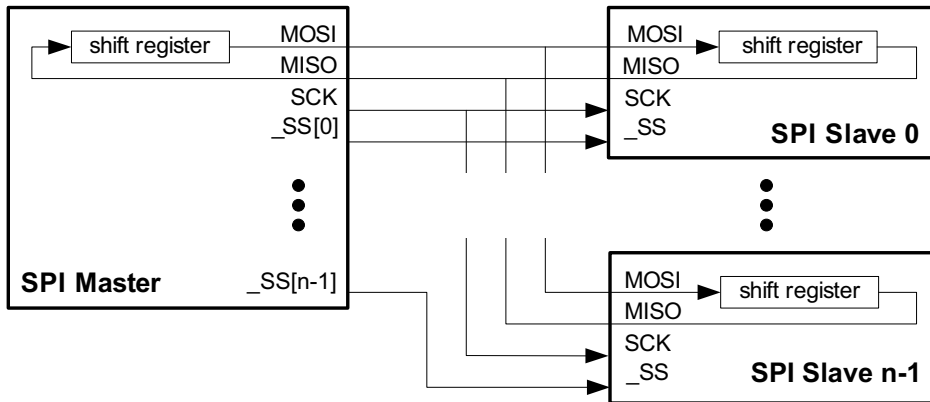 shift register
MOSI
MISO
SCK
_SS[0]
SPI Master
_SS[n-1]
MOSI
shift register
MISO
SCK
_SS
SPI Slave 0
MOSI
shift register
MISO
SCK
_SS
SPI Slave n-1